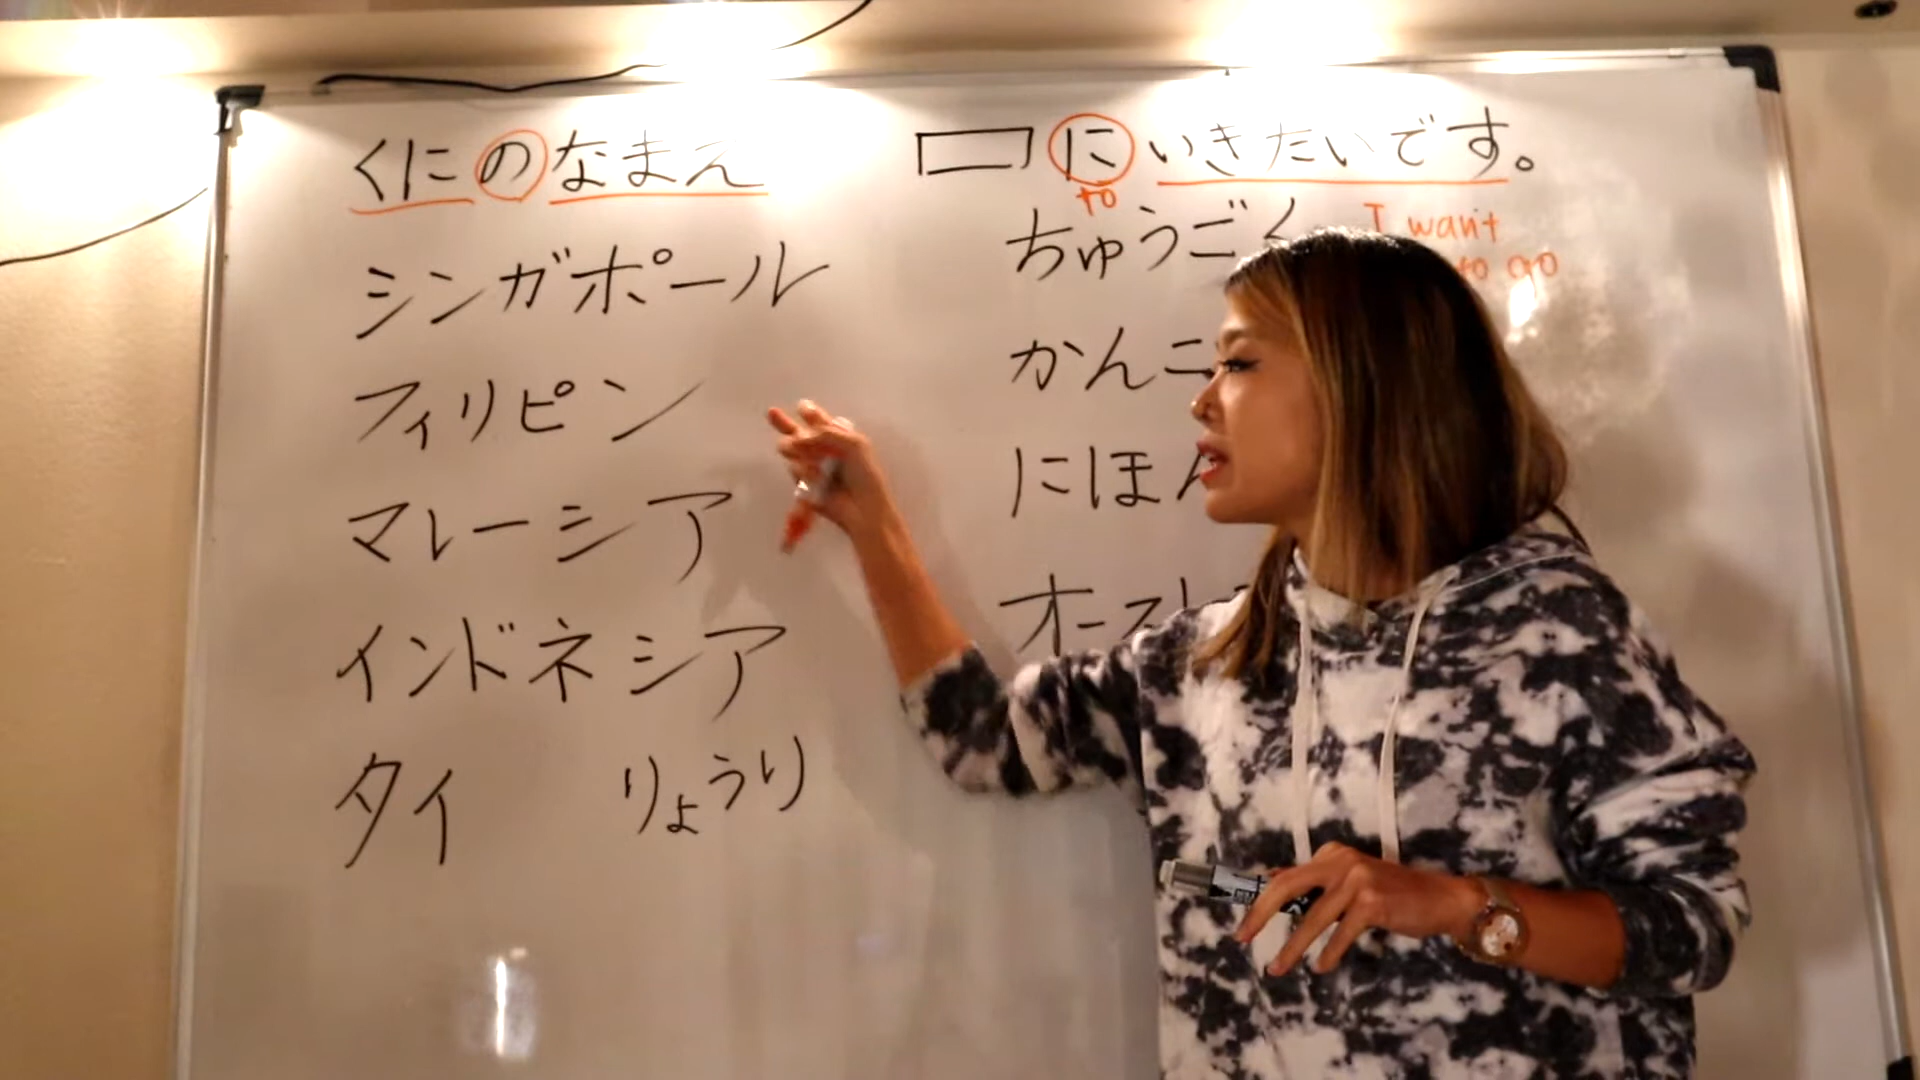 くにのなまえ
シンガポール
フィリピン
マレーシア
インドネシア
タイ りょうり
にいきたいです。
to
I want
to go
ちゅうごく
かんこ
にほん
オースト